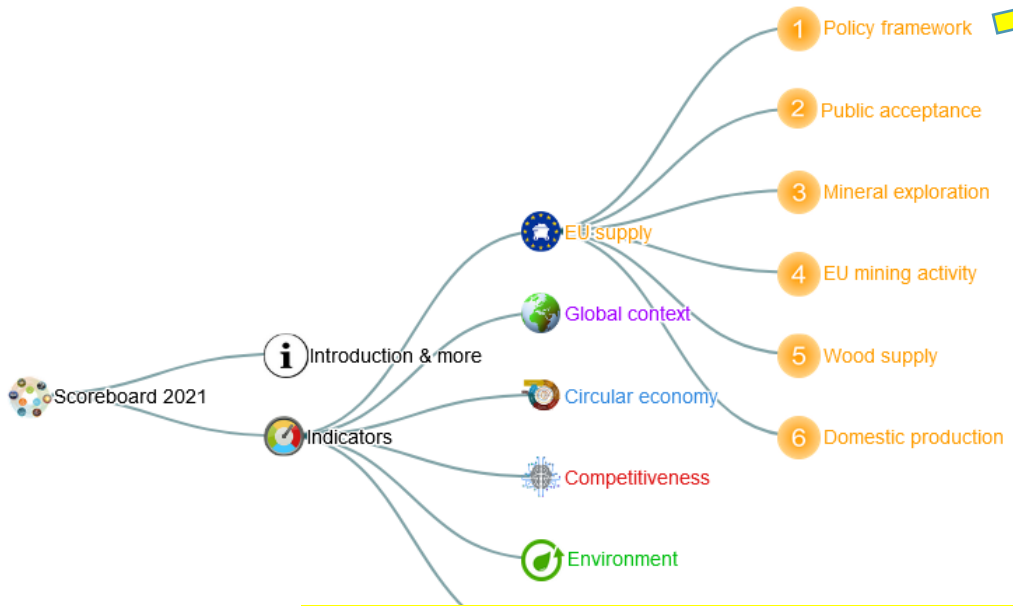 1 Policy framework
2 Public acceptance
3 Mineral exploration
EU supply
4 EU mining activity
Global context
i Introduction & more
5 Wood supply
Scoreboard 2021
Circular economy
Indicators
6 Domestic production
Competitiveness
Environment